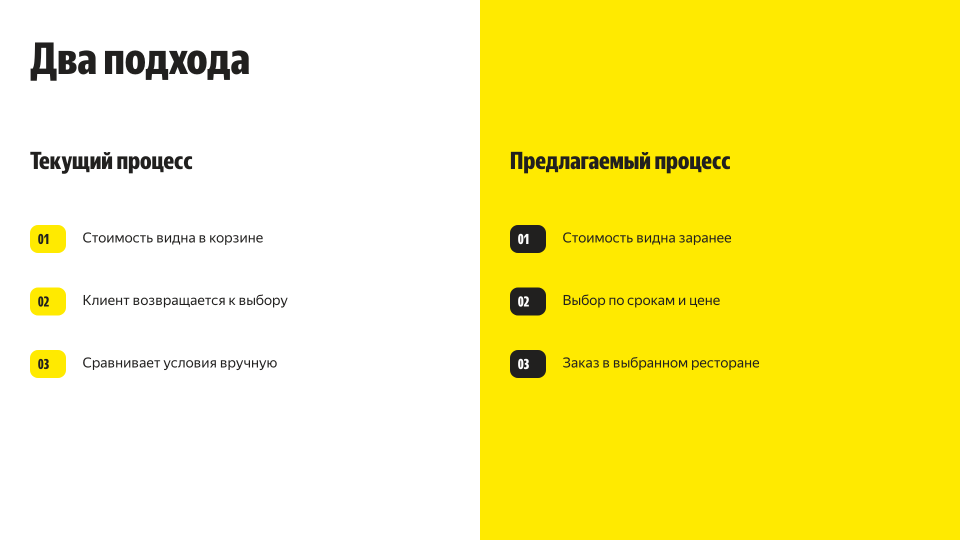 Два подхода
Текущий процесс
01
Стоимость видна в корзине
02
Клиент возвращается к выбору
03
Сравнивает условия вручную
Предлагаемый процесс
01
Стоимость видна заранее
02
Выбор по срокам и цене
03
Заказ в выбранном ресторане